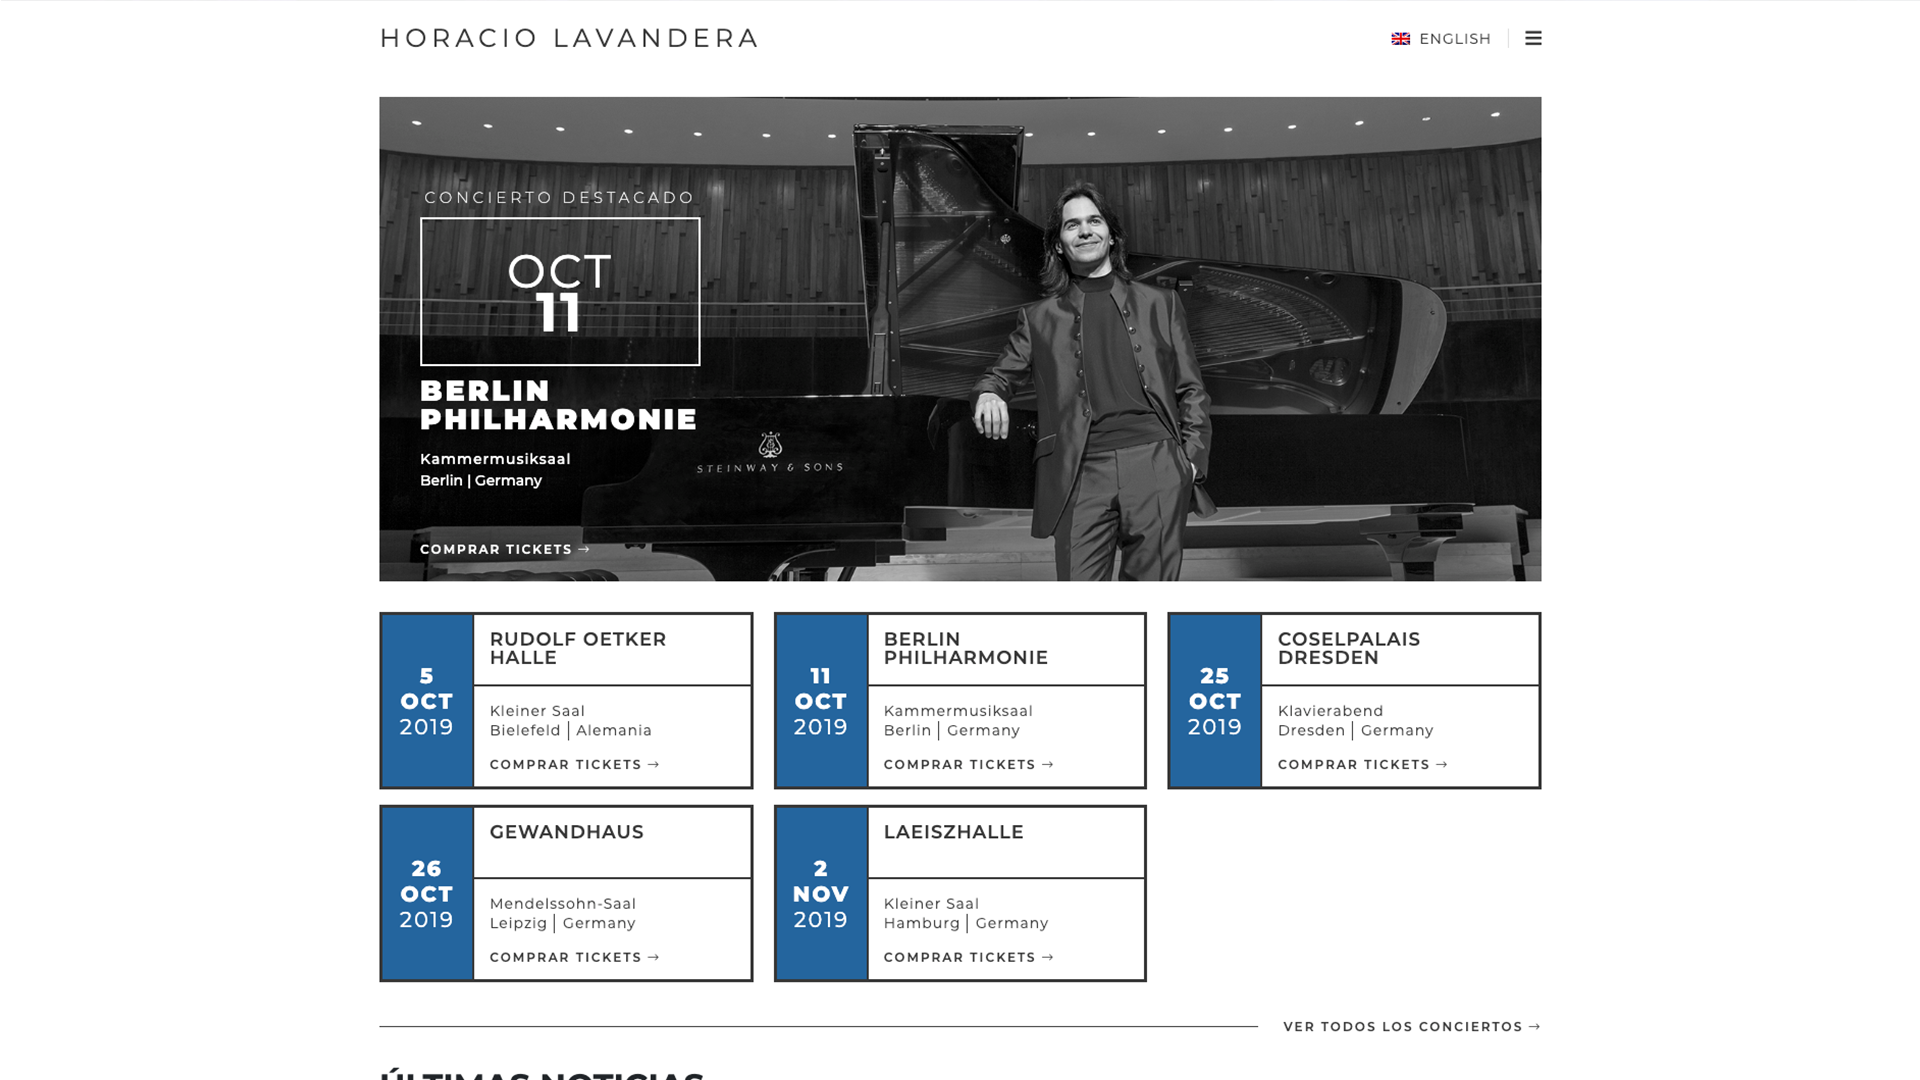 HORACIO LAVANDERA
ENGLISH
CONCIERTO DESTACADO
OCT
11
BERLIN
PHILHARMONIE
Kammermusiksaal
Berlin | Germany
COMPRAR TICKETS →
STEINWAY & SONS
5
OCT
2019
RUDOLF OETKER
HALLE
Kleiner Saal
Bielefeld | Alemania
COMPRAR TICKETS →
11
OCT
2019
BERLIN
PHILHARMONIE
Kammermusiksaal
Berlin | Germany
COMPRAR TICKETS →
25
OCT
2019
COSELPALAIS
DRESDEN
Klavierabend
Dresden | Germany
COMPRAR TICKETS →
26
OCT
2019
GEWANDHAUS
Mendelssohn-Saal
Leipzig | Germany
COMPRAR TICKETS →
2
NOV
2019
LAEISZHALLE
Kleiner Saal
Hamburg | Germany
COMPRAR TICKETS →
VER TODOS LOS CONCIERTOS →
ÚLTIMAS NOTICIAS